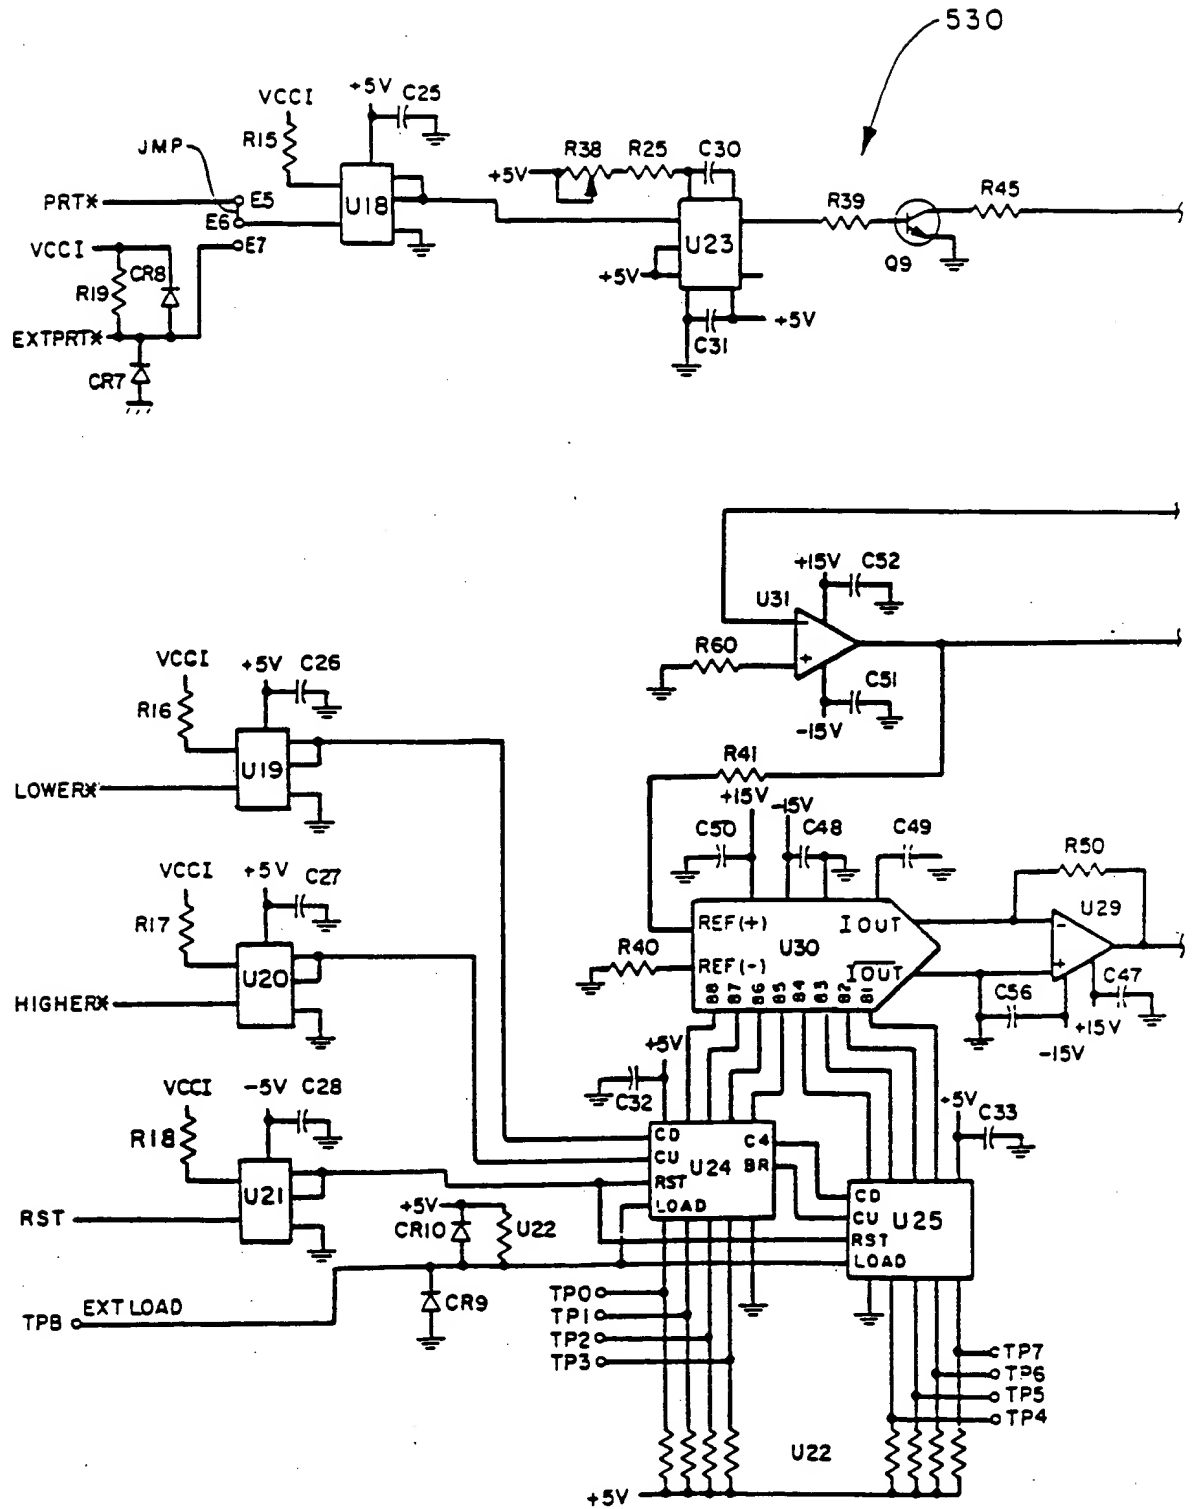 530
+5V C25
VCCI
R15
JMP
PRT*
E5
E6
E7
U18
+5V R38 R25 C30
U23
+5V
C31
+5V
R39
Q9
R45
VCCI
R19
CR8
EXTPRT*
CR7
+15V C52
U31
-
+
R60
C51
-15V
VCCI
+5V C26
R16
U19
LOWER*
R41
+15V
-15V
C50
C48
C49
R50
VCCI
+5V C27
R17
U20
HIGHER*
REF(+)
IOUT
U30
R40
REF(-)
IOUT
B8 B7 B6 B5 B4 B3 B2 B1
U29
-
+
C47
C56
+15V
-15V
+5V
C32
+5V
C33
VCCI
-5V C28
R18
U21
RST
CD
CU
RST
LOAD
U24
C4
BR
CD
CU
RST
LOAD
U25
+5V
CR10
U22
CR9
EXT LOAD
TP8
TP0
TP1
TP2
TP3
TP7
TP6
TP5
TP4
U22
+5V